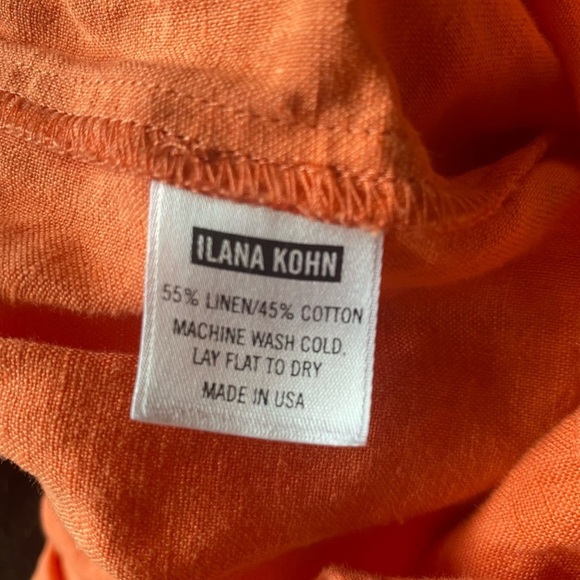 ILANA KOHN
55% LINEN/45% COTTON
MACHINE WASH COLD.
LAY FLAT TO DRY
MADE IN USA